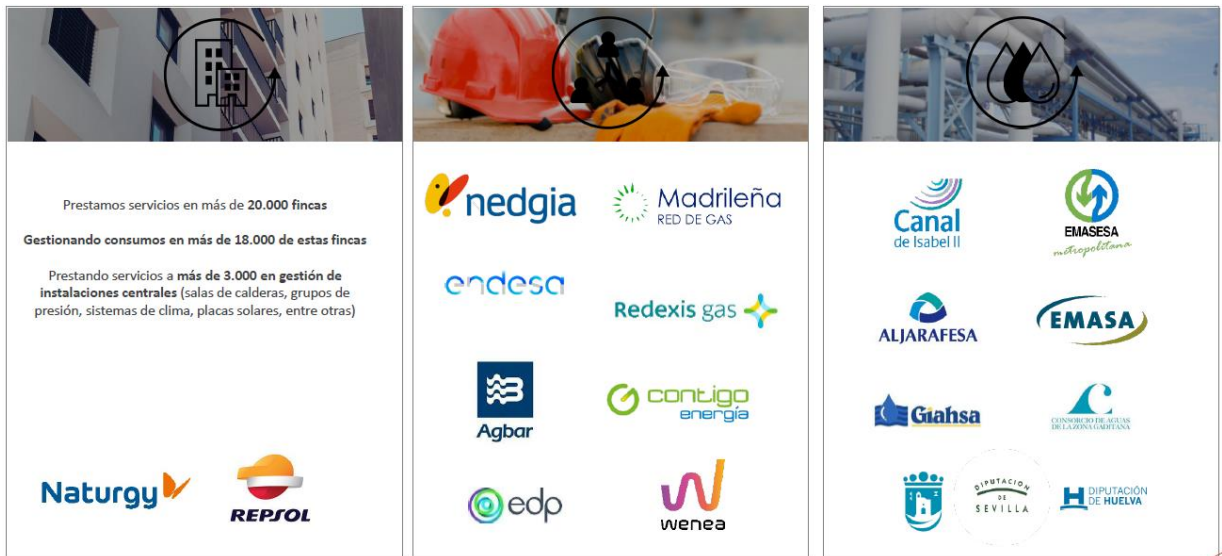 Prestamos servicios en más de 20.000 fincas
Gestionando consumos en más de 18.000 de estas fincas
Prestando servicios a más de 3.000 en gestión de
instalaciones centrales (salas de calderas, grupos de
presión, sistemas de clima, placas solares, entre otras)
Naturgy
REPSOL
nedgia
Madrileña
RED DE GAS
endesa
Redexis gas
Agbar
contigo
energía
edp
wenea
Canal
de Isabel II
EMASESA
metropolitana
ALJARAFESA
EMASA
Giahsa
CONSORCIO DE AGUAS
DE LA ZONA GADITANA
DIPUTACIÓN
DE
SEVILLA
DIPUTACIÓN
DE HUELVA